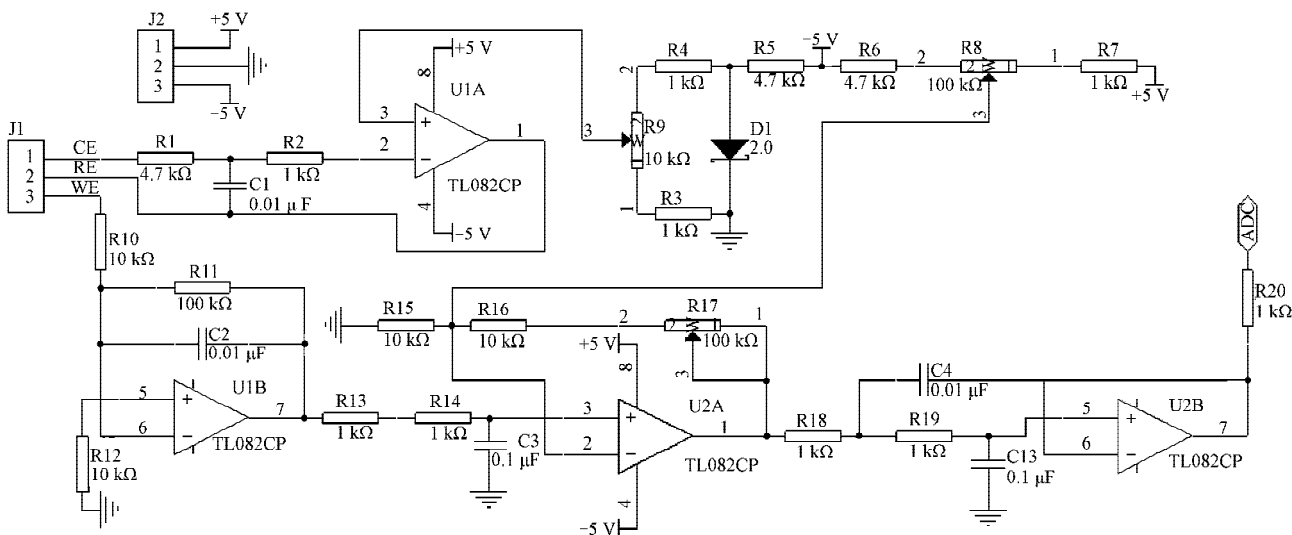 J2
+5 V
1
2
3
−5 V
J1
1
2
3
CE
RE
WE
R1
4.7 kΩ
R2
1 kΩ
C1
0.01 μ F
+5 V
8
U1A
3
2
1
TL082CP
4
−5 V
R4
1 kΩ
R5
4.7 kΩ
−5 V
R6
4.7 kΩ
2
R8
2 W 1
100 kΩ
1
R7
1 kΩ
+5 V
3
2
3
R9
W
10 kΩ
1
D1
2.0
R3
1 kΩ
R10
10 kΩ
R11
100 kΩ
C2
0.01 μF
U1B
5
6
7
TL082CP
R12
10 kΩ
R13
1 kΩ
R14
1 kΩ
C3
0.1 μF
R15
10 kΩ
R16
10 kΩ
2
R17
2 W 1
1
100 kΩ
3
+5 V
8
U2A
3
2
1
TL082CP
4
−5 V
R18
1 kΩ
R19
1 kΩ
C4
0.01 μF
C13
0.1 μF
U2B
5
6
7
TL082CP
ADC
R20
1 kΩ